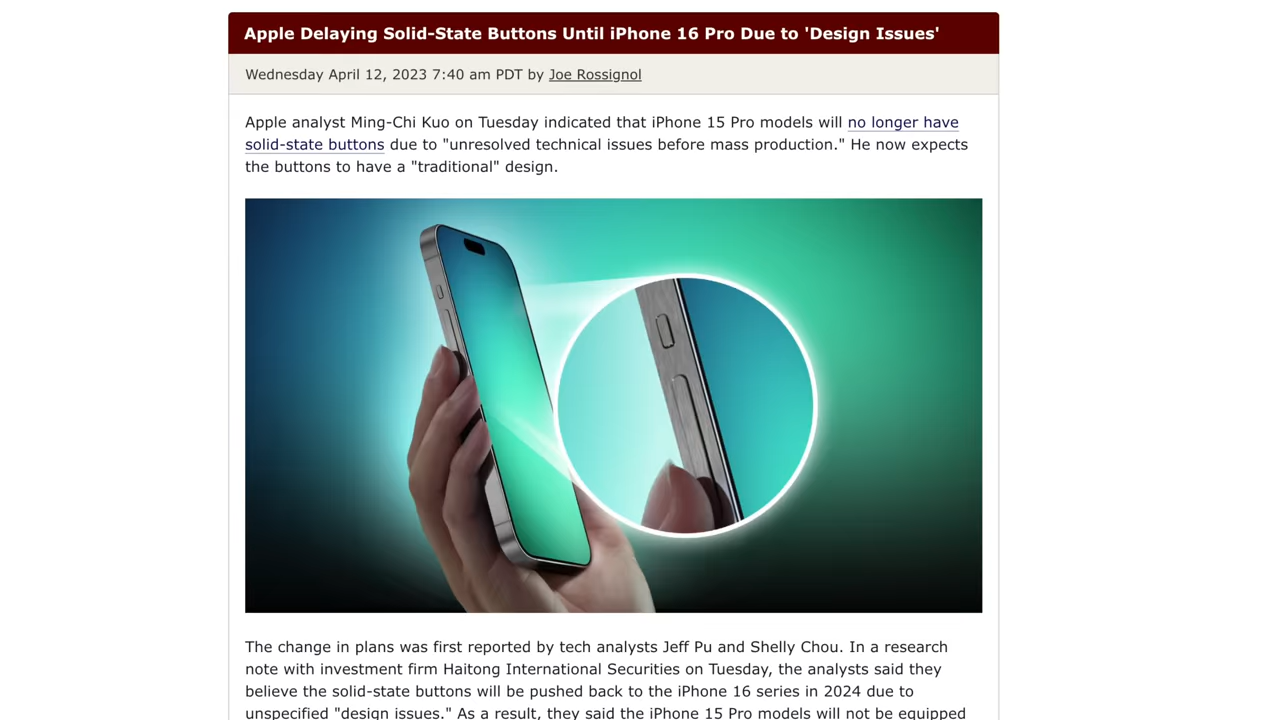 Apple Delaying Solid-State Buttons Until iPhone 16 Pro Due to 'Design Issues'
Wednesday April 12, 2023 7:40 am PDT by Joe Rossignol
Apple analyst Ming-Chi Kuo on Tuesday indicated that iPhone 15 Pro models will no longer have
solid-state buttons due to "unresolved technical issues before mass production." He now expects
the buttons to have a "traditional" design.
The change in plans was first reported by tech analysts Jeff Pu and Shelly Chou. In a research
note with investment firm Haitong International Securities on Tuesday, the analysts said they
believe the solid-state buttons will be pushed back to the iPhone 16 series in 2024 due to
unspecified "design issues." As a result, they said the iPhone 15 Pro models will not be equipped